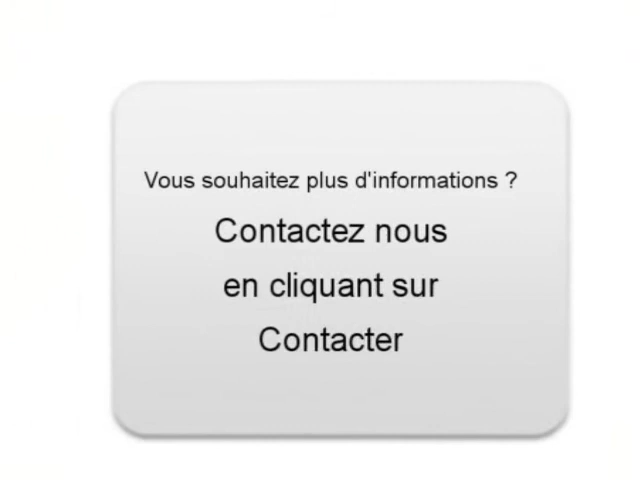 Vous souhaitez plus d'informations ?
Contactez nous
en cliquant sur
Contacter